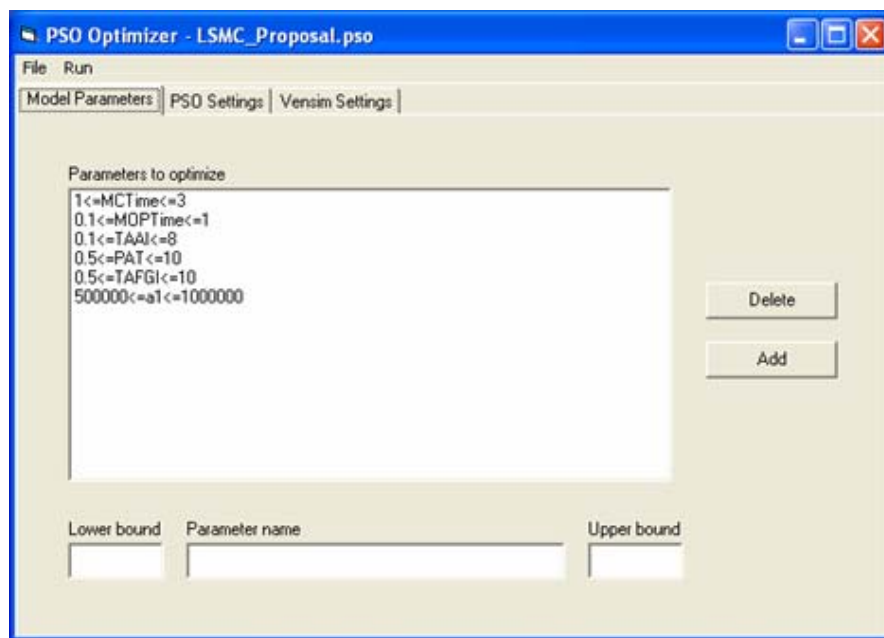 PSO Optimizer - LSMC_Proposal.pso
File Run
Model Parameters PSO Settings Vensim Settings
Parameters to optimize
1<=MCTime<=3
0.1<=MOPTime<=1
0.1<=TAAI<=8
0.5<=PAT<=10
0.5<=TAFGI<=10
500000<=a1<=1000000
Delete
Add
Lower bound Parameter name Upper bound